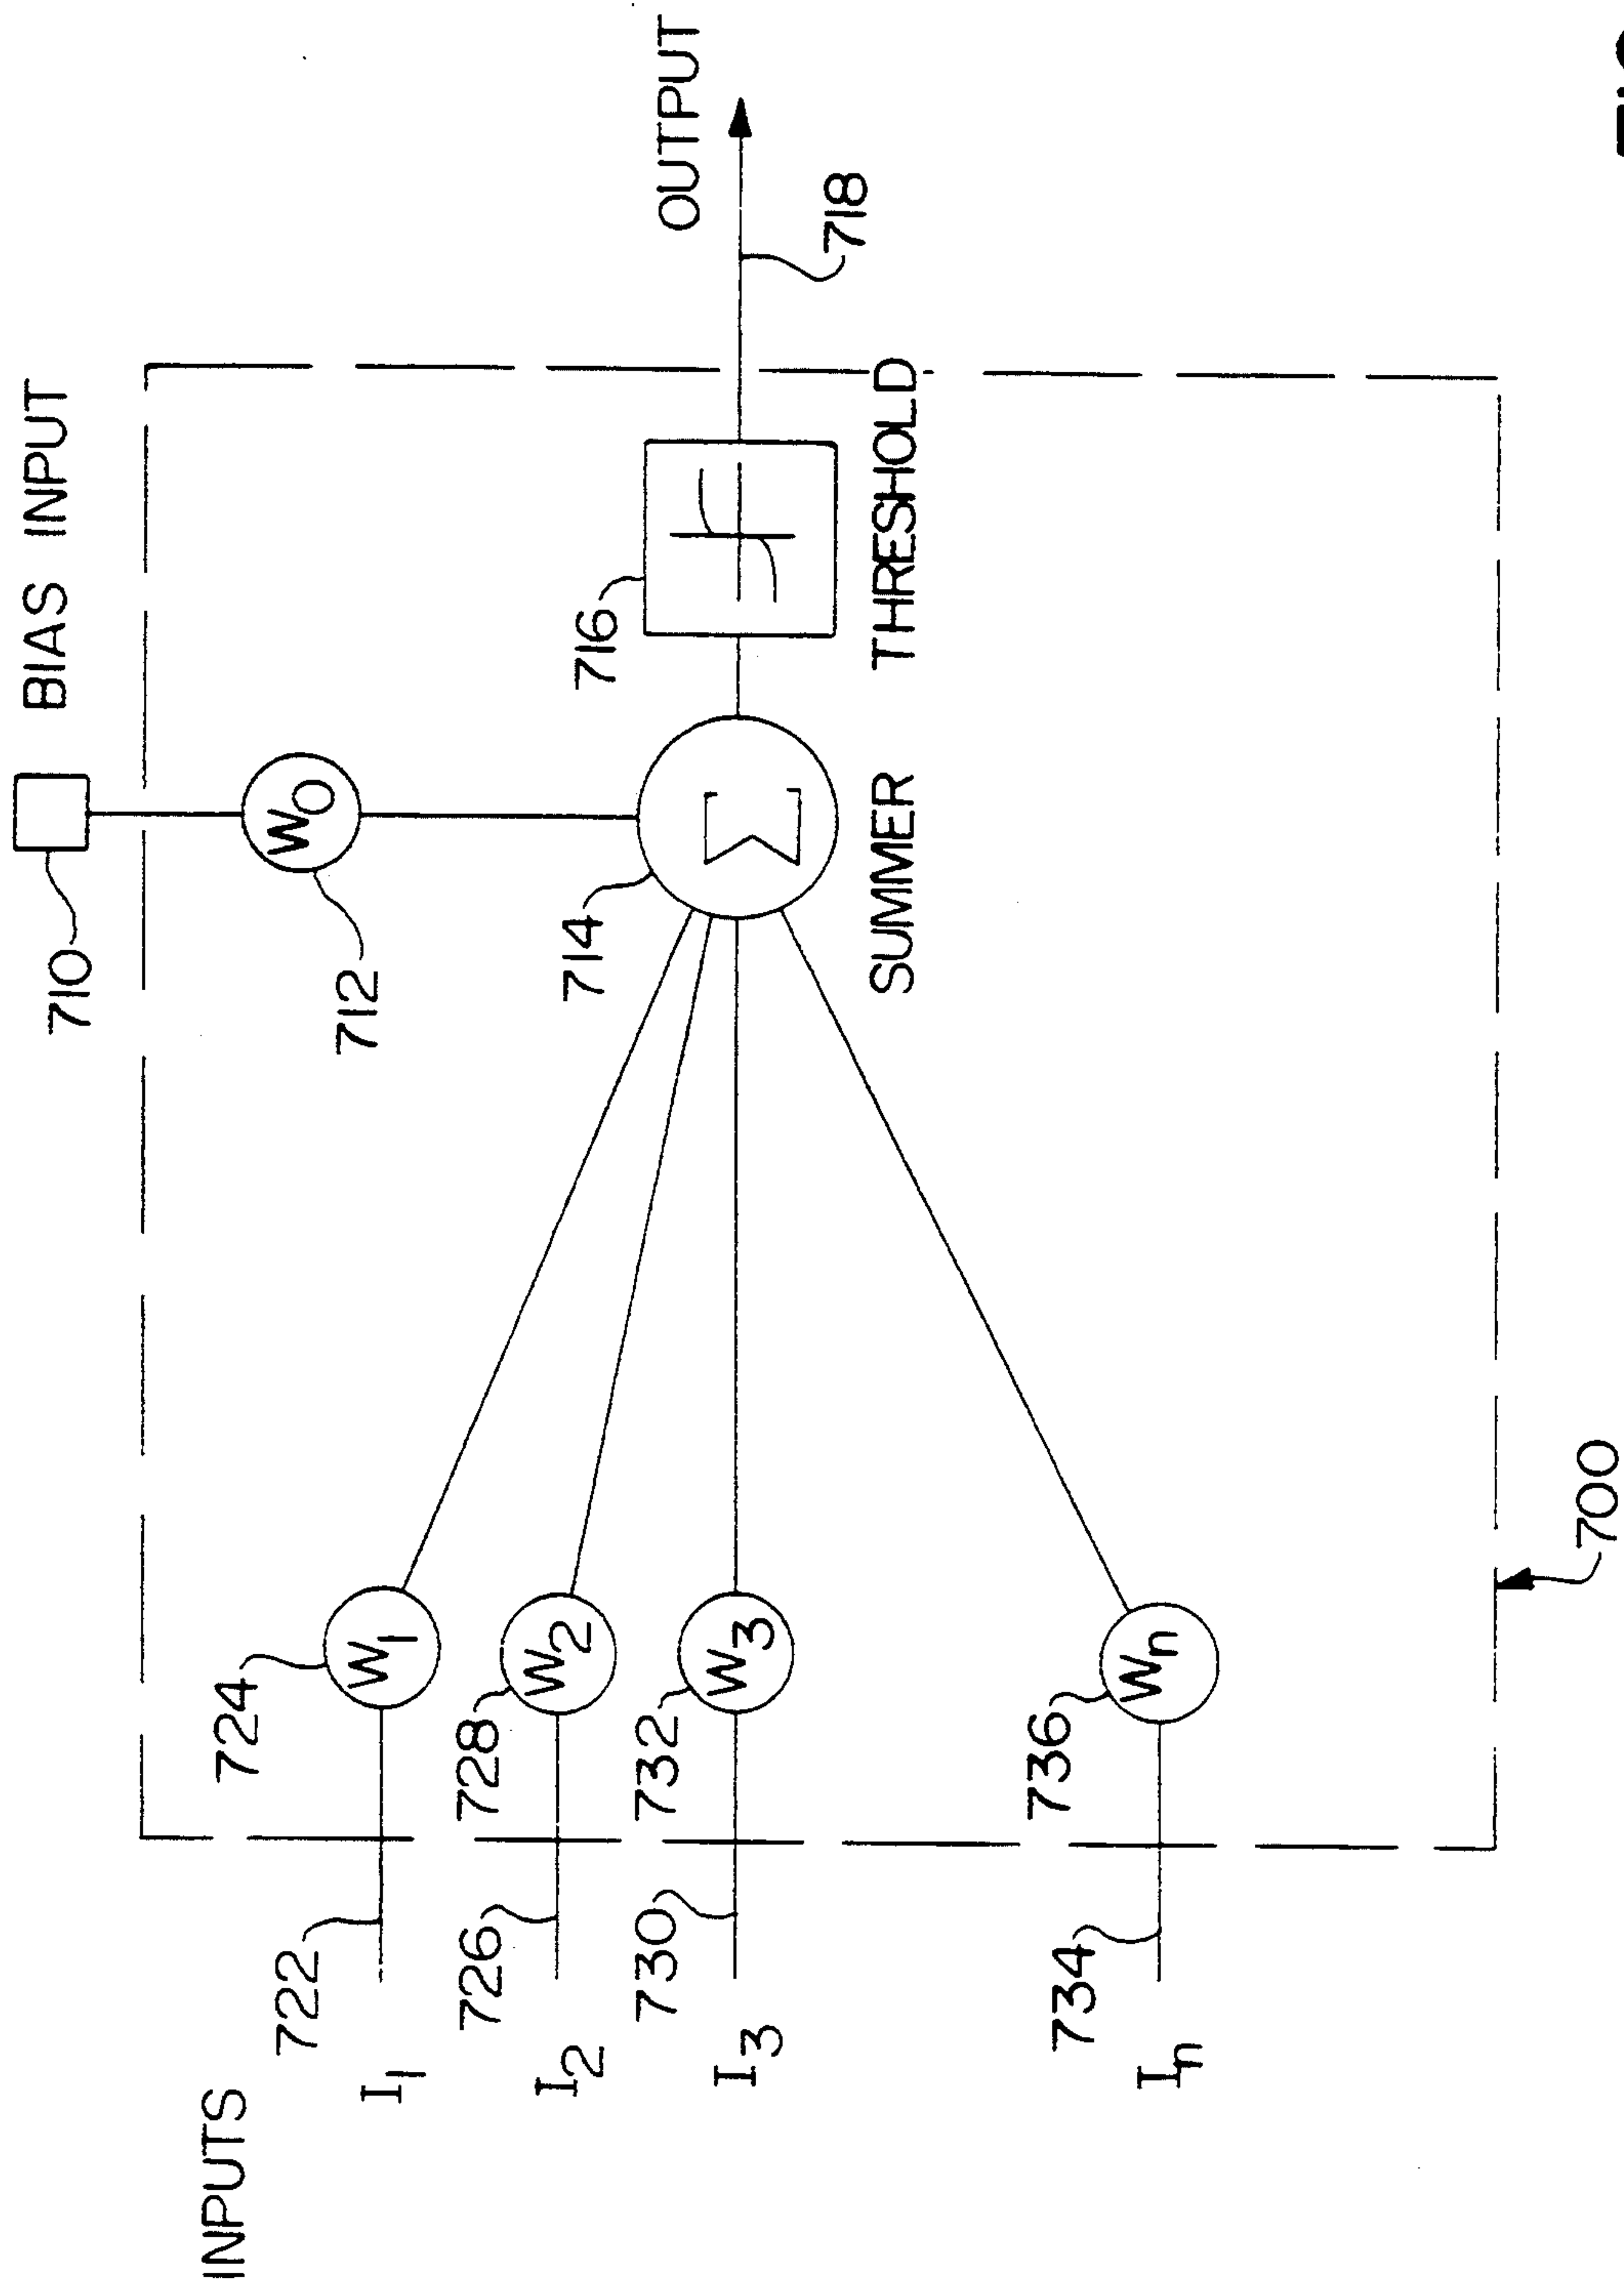 BIAS INPUT
710
W0
712
714
716
OUTPUT
718
SUMMER
THRESHOLD
INPUTS
722
I1
724
W1
726
I2
728
W2
730
I3
732
W3
734
In
736
Wn
700